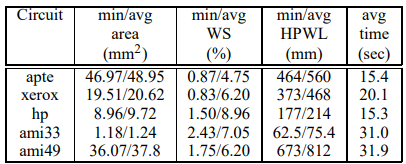 Circuit min/avg min/avg min/avg avg
area WS HPWL time
(mm²) (%) (mm) (sec)
apte 46.97/48.95 0.87/4.75 464/560 15.4
xerox 19.51/20.62 0.83/6.20 373/468 20.1
hp 8.96/9.72 1.50/8.96 177/214 15.3
ami33 1.18/1.24 2.43/7.05 62.5/75.4 31.0
ami49 36.07/37.8 1.75/6.20 673/812 31.9